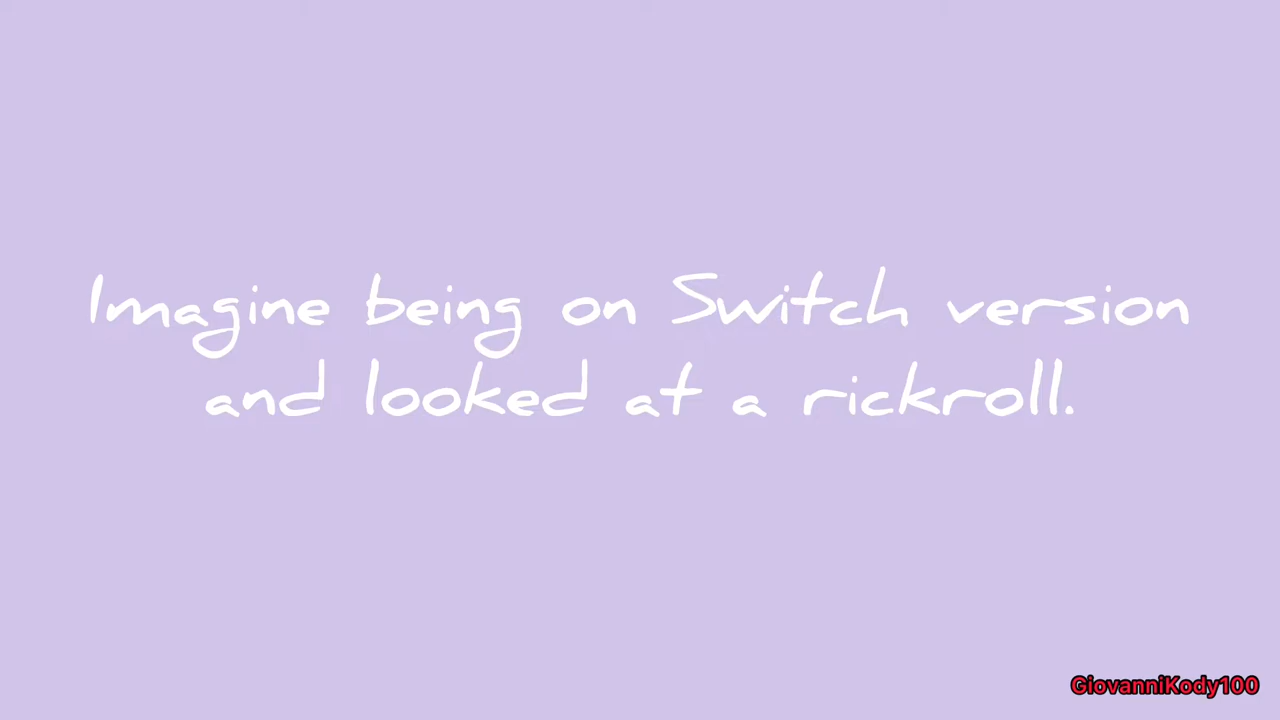 Imagine being on Switch version
and looked at a rickroll.
GiovanniKody100